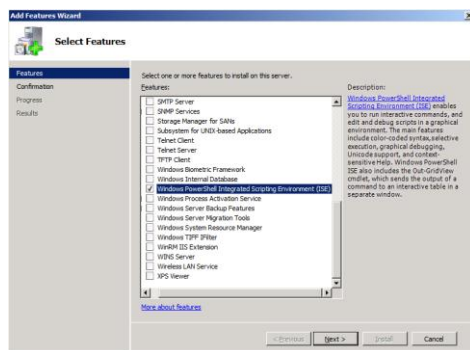 Add Features Wizard
Select Features
Features
Confirmation
Progress
Results
Select one or more features to install on this server.
Features:
SMTP Server
SNMP Services
Storage Manager for SANs
Subsystem for UNIX-based Applications
Telnet Client
Telnet Server
TFTP Client
Windows Biometric Framework
Windows Internal Database
Windows PowerShell Integrated Scripting Environment (ISE)
Windows Process Activation Service
Windows Server Backup Features
Windows Server Migration Tools
Windows System Resource Manager
Windows TIFF IFilter
WinRM IIS Extension
WINS Server
Wireless LAN Service
XPS Viewer
More about features
Description:
Windows PowerShell Integrated
Scripting Environment (ISE) enables
you to run interactive commands, and
edit and debug scripts in a graphical
environment. The main features
include color-coded syntax, selective
execution, graphical debugging,
Unicode support, and context-
sensitive Help. Windows PowerShell
ISE also includes the Out-GridView
cmdlet, which sends the output of a
command to an interactive table in a
separate window.
< Previous
Next >
Install
Cancel